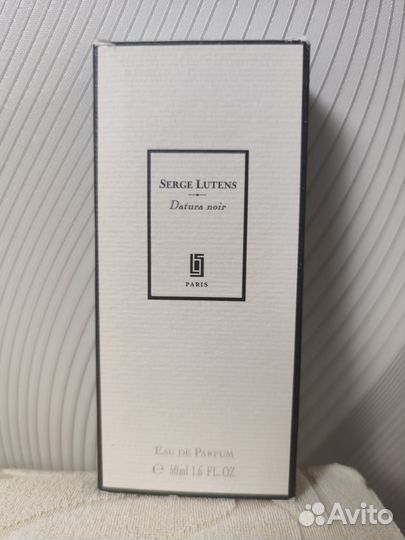 SERGE LUTENS
Datura noir
PARIS
EAU DE PARFUM
℮ 50ml 1.6 FL.OZ.
Avito